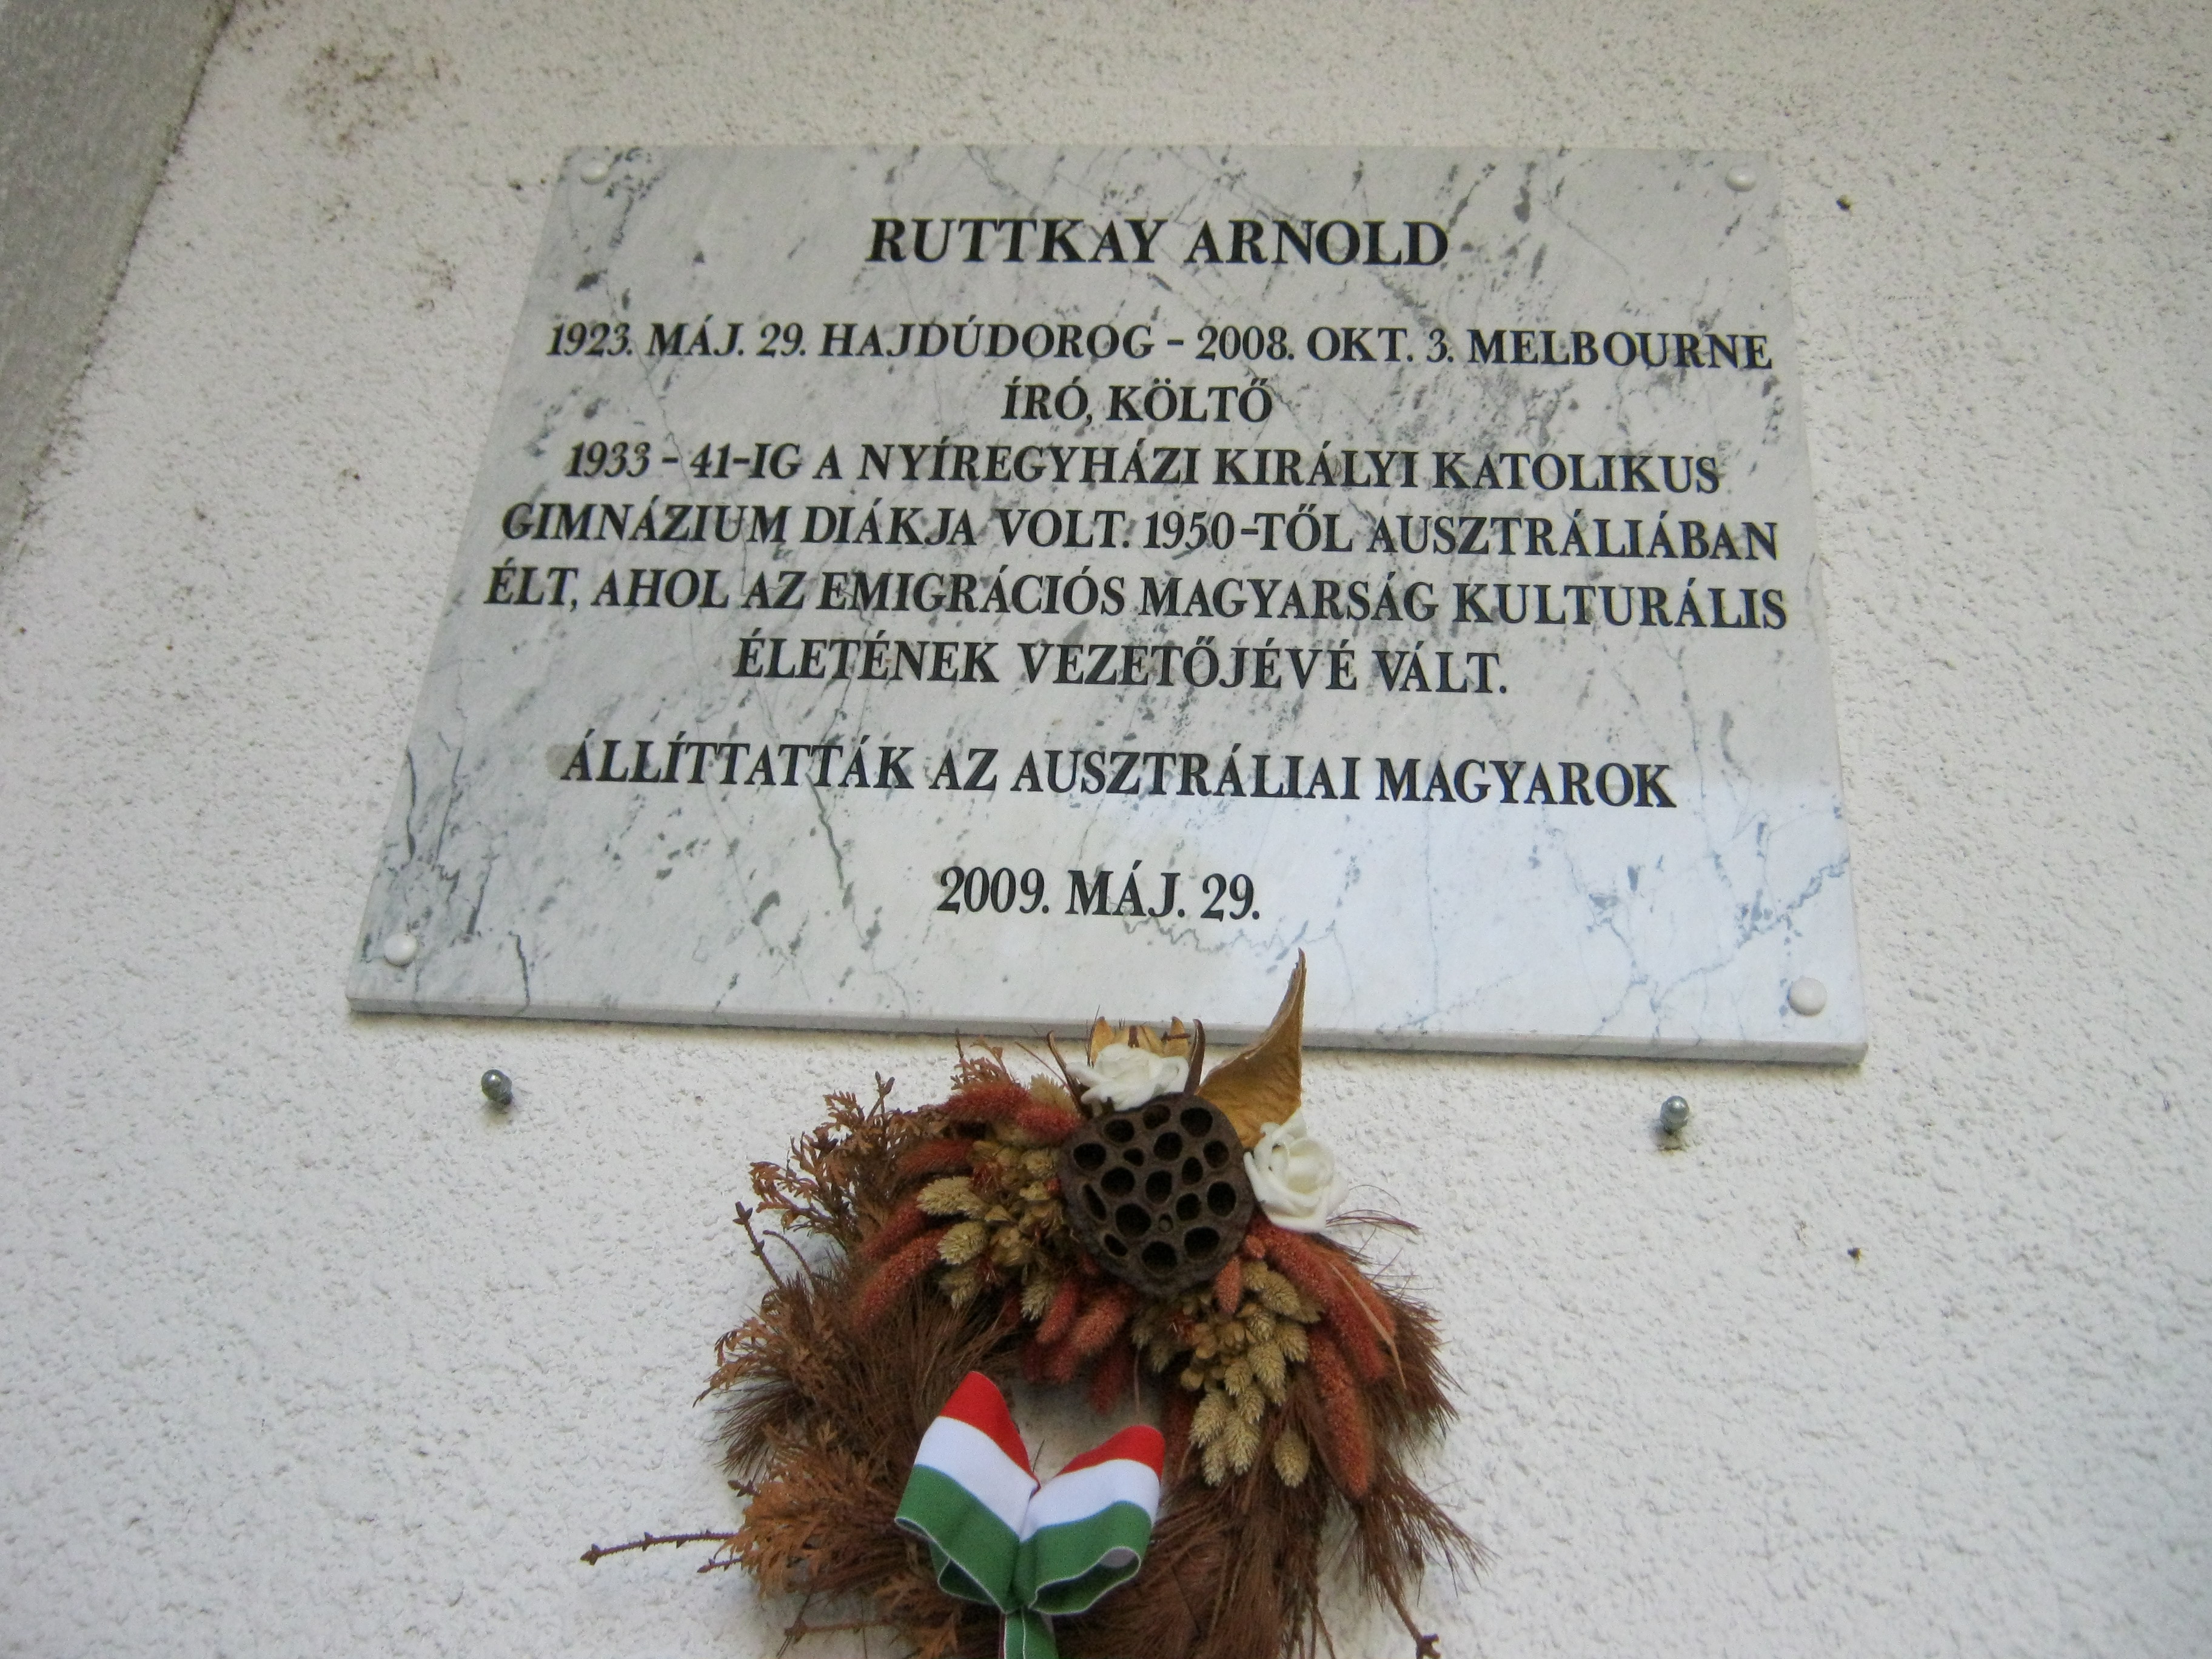 RUTTKAY ARNOLD
1923. MÁJ. 29. HAJDÚDOROG - 2008. OKT. 3. MELBOURNE
ÍRÓ, KÖLTŐ
1933 - 41-IG A NYÍREGYHÁZI KIRÁLYI KATOLIKUS
GIMNÁZIUM DIÁKJA VOLT. 1950-TŐL AUSZTRÁLIÁBAN
ÉLT, AHOL AZ EMIGRÁCIÓS MAGYARSÁG KULTURÁLIS
ÉLETÉNEK VEZETŐJÉVÉ VÁLT.
ÁLLÍTTATTÁK AZ AUSZTRÁLIAI MAGYAROK
2009. MÁJ. 29.